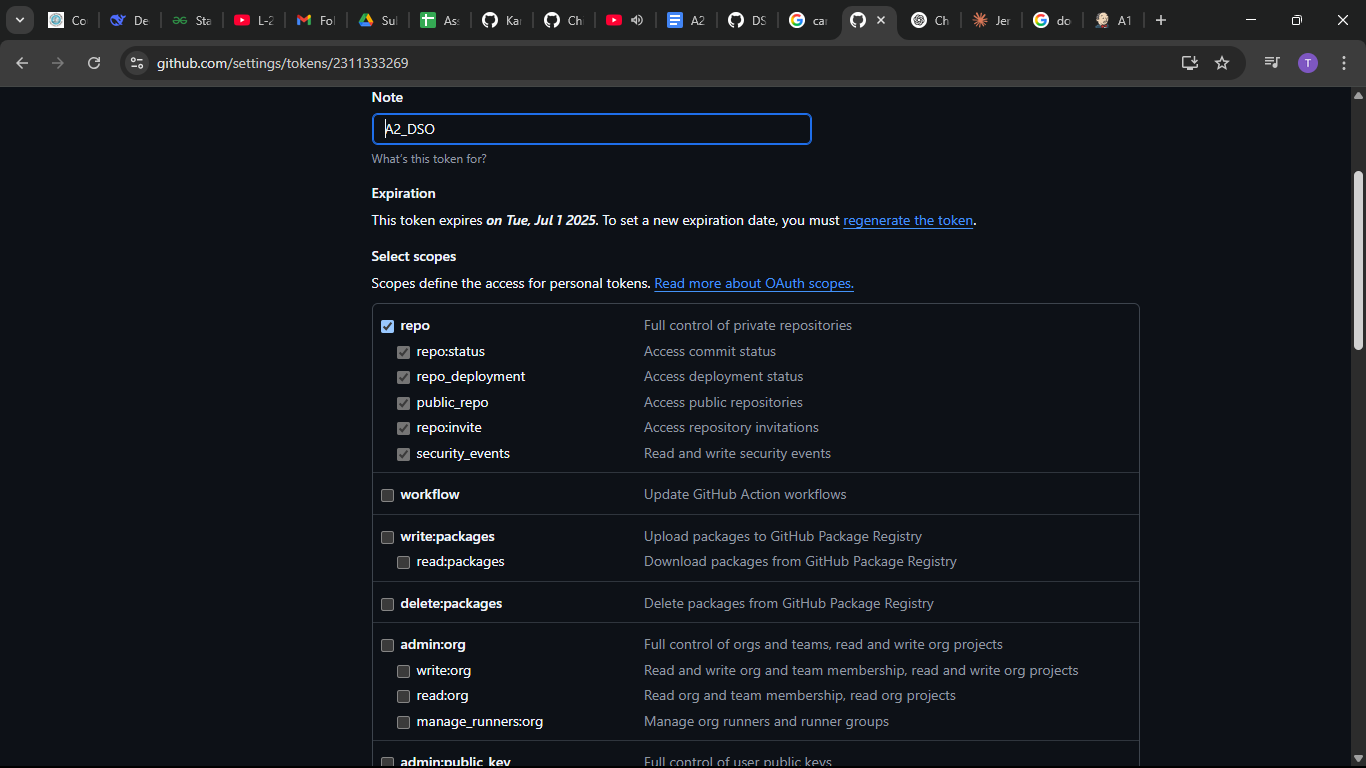 Co
De
Sta
L-2
Fol
Sul
Ass
Ka
Ch
A2
DS
car
Ch
Jer
do
A1
github.com/settings/tokens/2311333269
T
Note
A2_DSO
What's this token for?
Expiration
This token expires on Tue, Jul 1 2025. To set a new expiration date, you must regenerate the token.
Select scopes
Scopes define the access for personal tokens. Read more about OAuth scopes.
repo Full control of private repositories
repo:status Access commit status
repo_deployment Access deployment status
public_repo Access public repositories
repo:invite Access repository invitations
security_events Read and write security events
workflow Update GitHub Action workflows
write:packages Upload packages to GitHub Package Registry
read:packages Download packages from GitHub Package Registry
delete:packages Delete packages from GitHub Package Registry
admin:org Full control of orgs and teams, read and write org projects
write:org Read and write org and team membership, read and write org projects
read:org Read org and team membership, read org projects
manage_runners:org Manage org runners and runner groups
admin:public_key Full control of user public keys